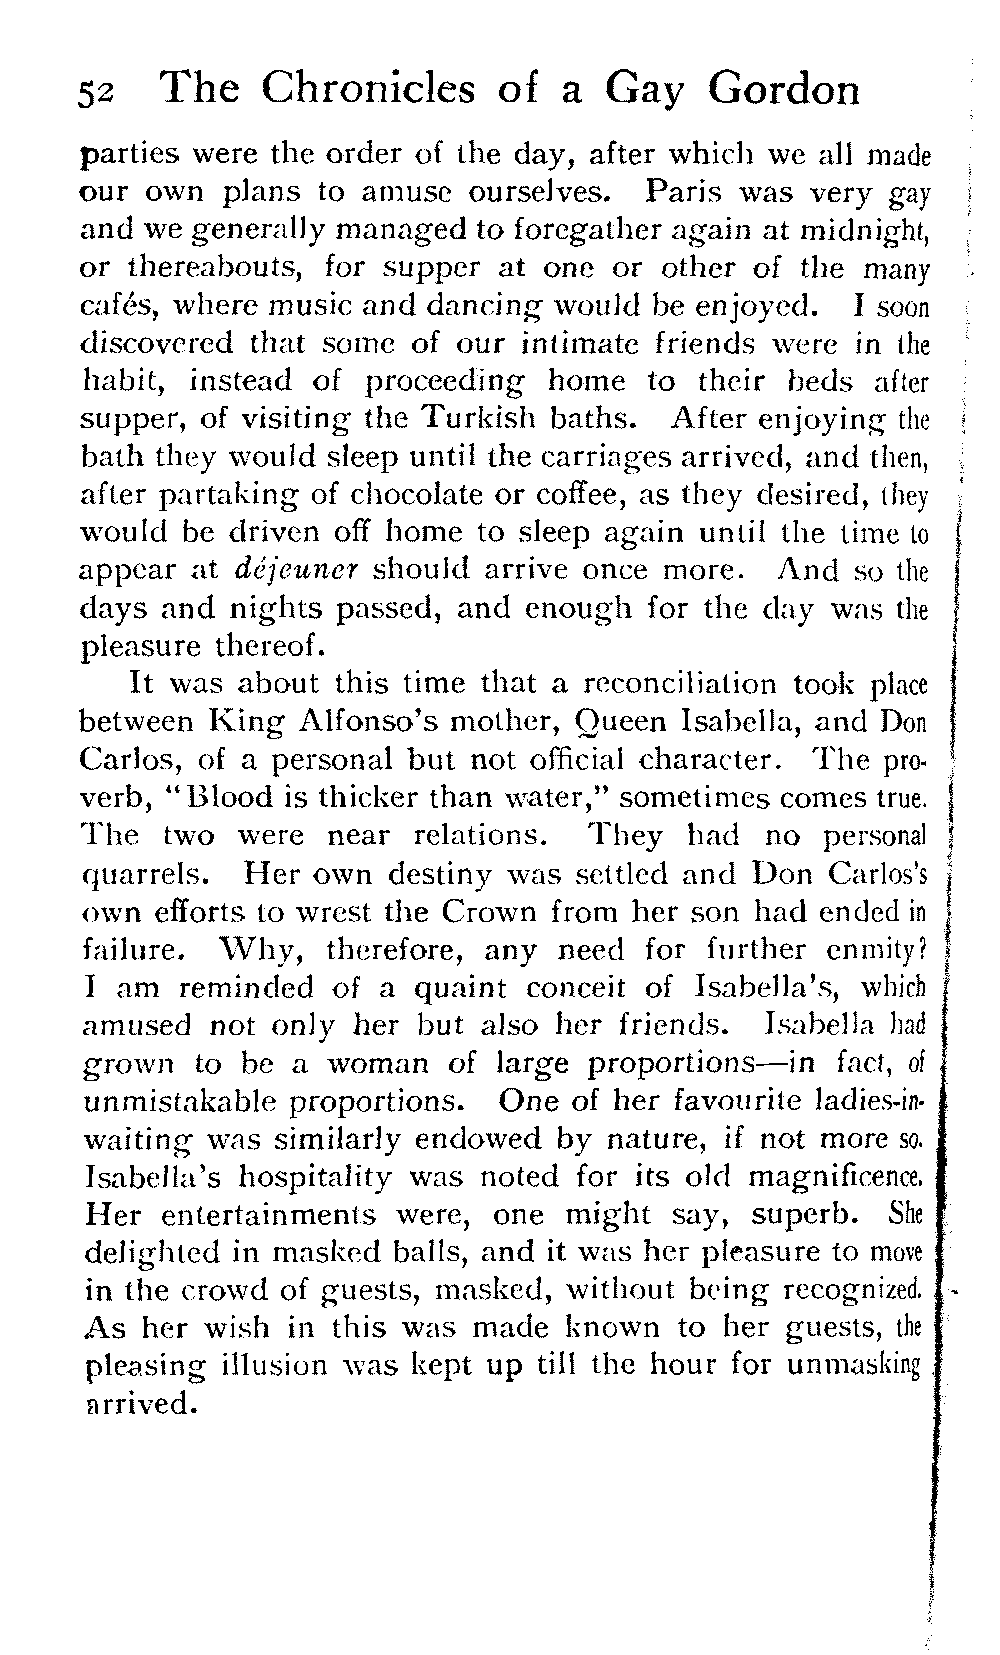 52 The Chronicles of a Gay Gordon
parties were the order of the day, after which we all made
our own plans to amuse ourselves. Paris was very gay
and we generally managed to foregather again at midnight,
or thereabouts, for supper at one or other of the many
cafés, where music and dancing would be enjoyed. I soon
discovered that some of our intimate friends were in the
habit, instead of proceeding home to their beds after
supper, of visiting the Turkish baths. After enjoying the
bath they would sleep until the carriages arrived, and then,
after partaking of chocolate or coffee, as they desired, they
would be driven off home to sleep again until the time to
appear at déjeuner should arrive once more. And so the
days and nights passed, and enough for the day was the
pleasure thereof.
It was about this time that a reconciliation took place
between King Alfonso's mother, Queen Isabella, and Don
Carlos, of a personal but not official character. The pro-
verb, "Blood is thicker than water," sometimes comes true.
The two were near relations. They had no personal
quarrels. Her own destiny was settled and Don Carlos's
own efforts to wrest the Crown from her son had ended in
failure. Why, therefore, any need for further enmity?
I am reminded of a quaint conceit of Isabella's, which
amused not only her but also her friends. Isabella had
grown to be a woman of large proportions—in fact, of
unmistakable proportions. One of her favourite ladies-in-
waiting was similarly endowed by nature, if not more so.
Isabella's hospitality was noted for its old magnificence.
Her entertainments were, one might say, superb. She
delighted in masked balls, and it was her pleasure to move
in the crowd of guests, masked, without being recognized.
As her wish in this was made known to her guests, the
pleasing illusion was kept up till the hour for unmasking
arrived.